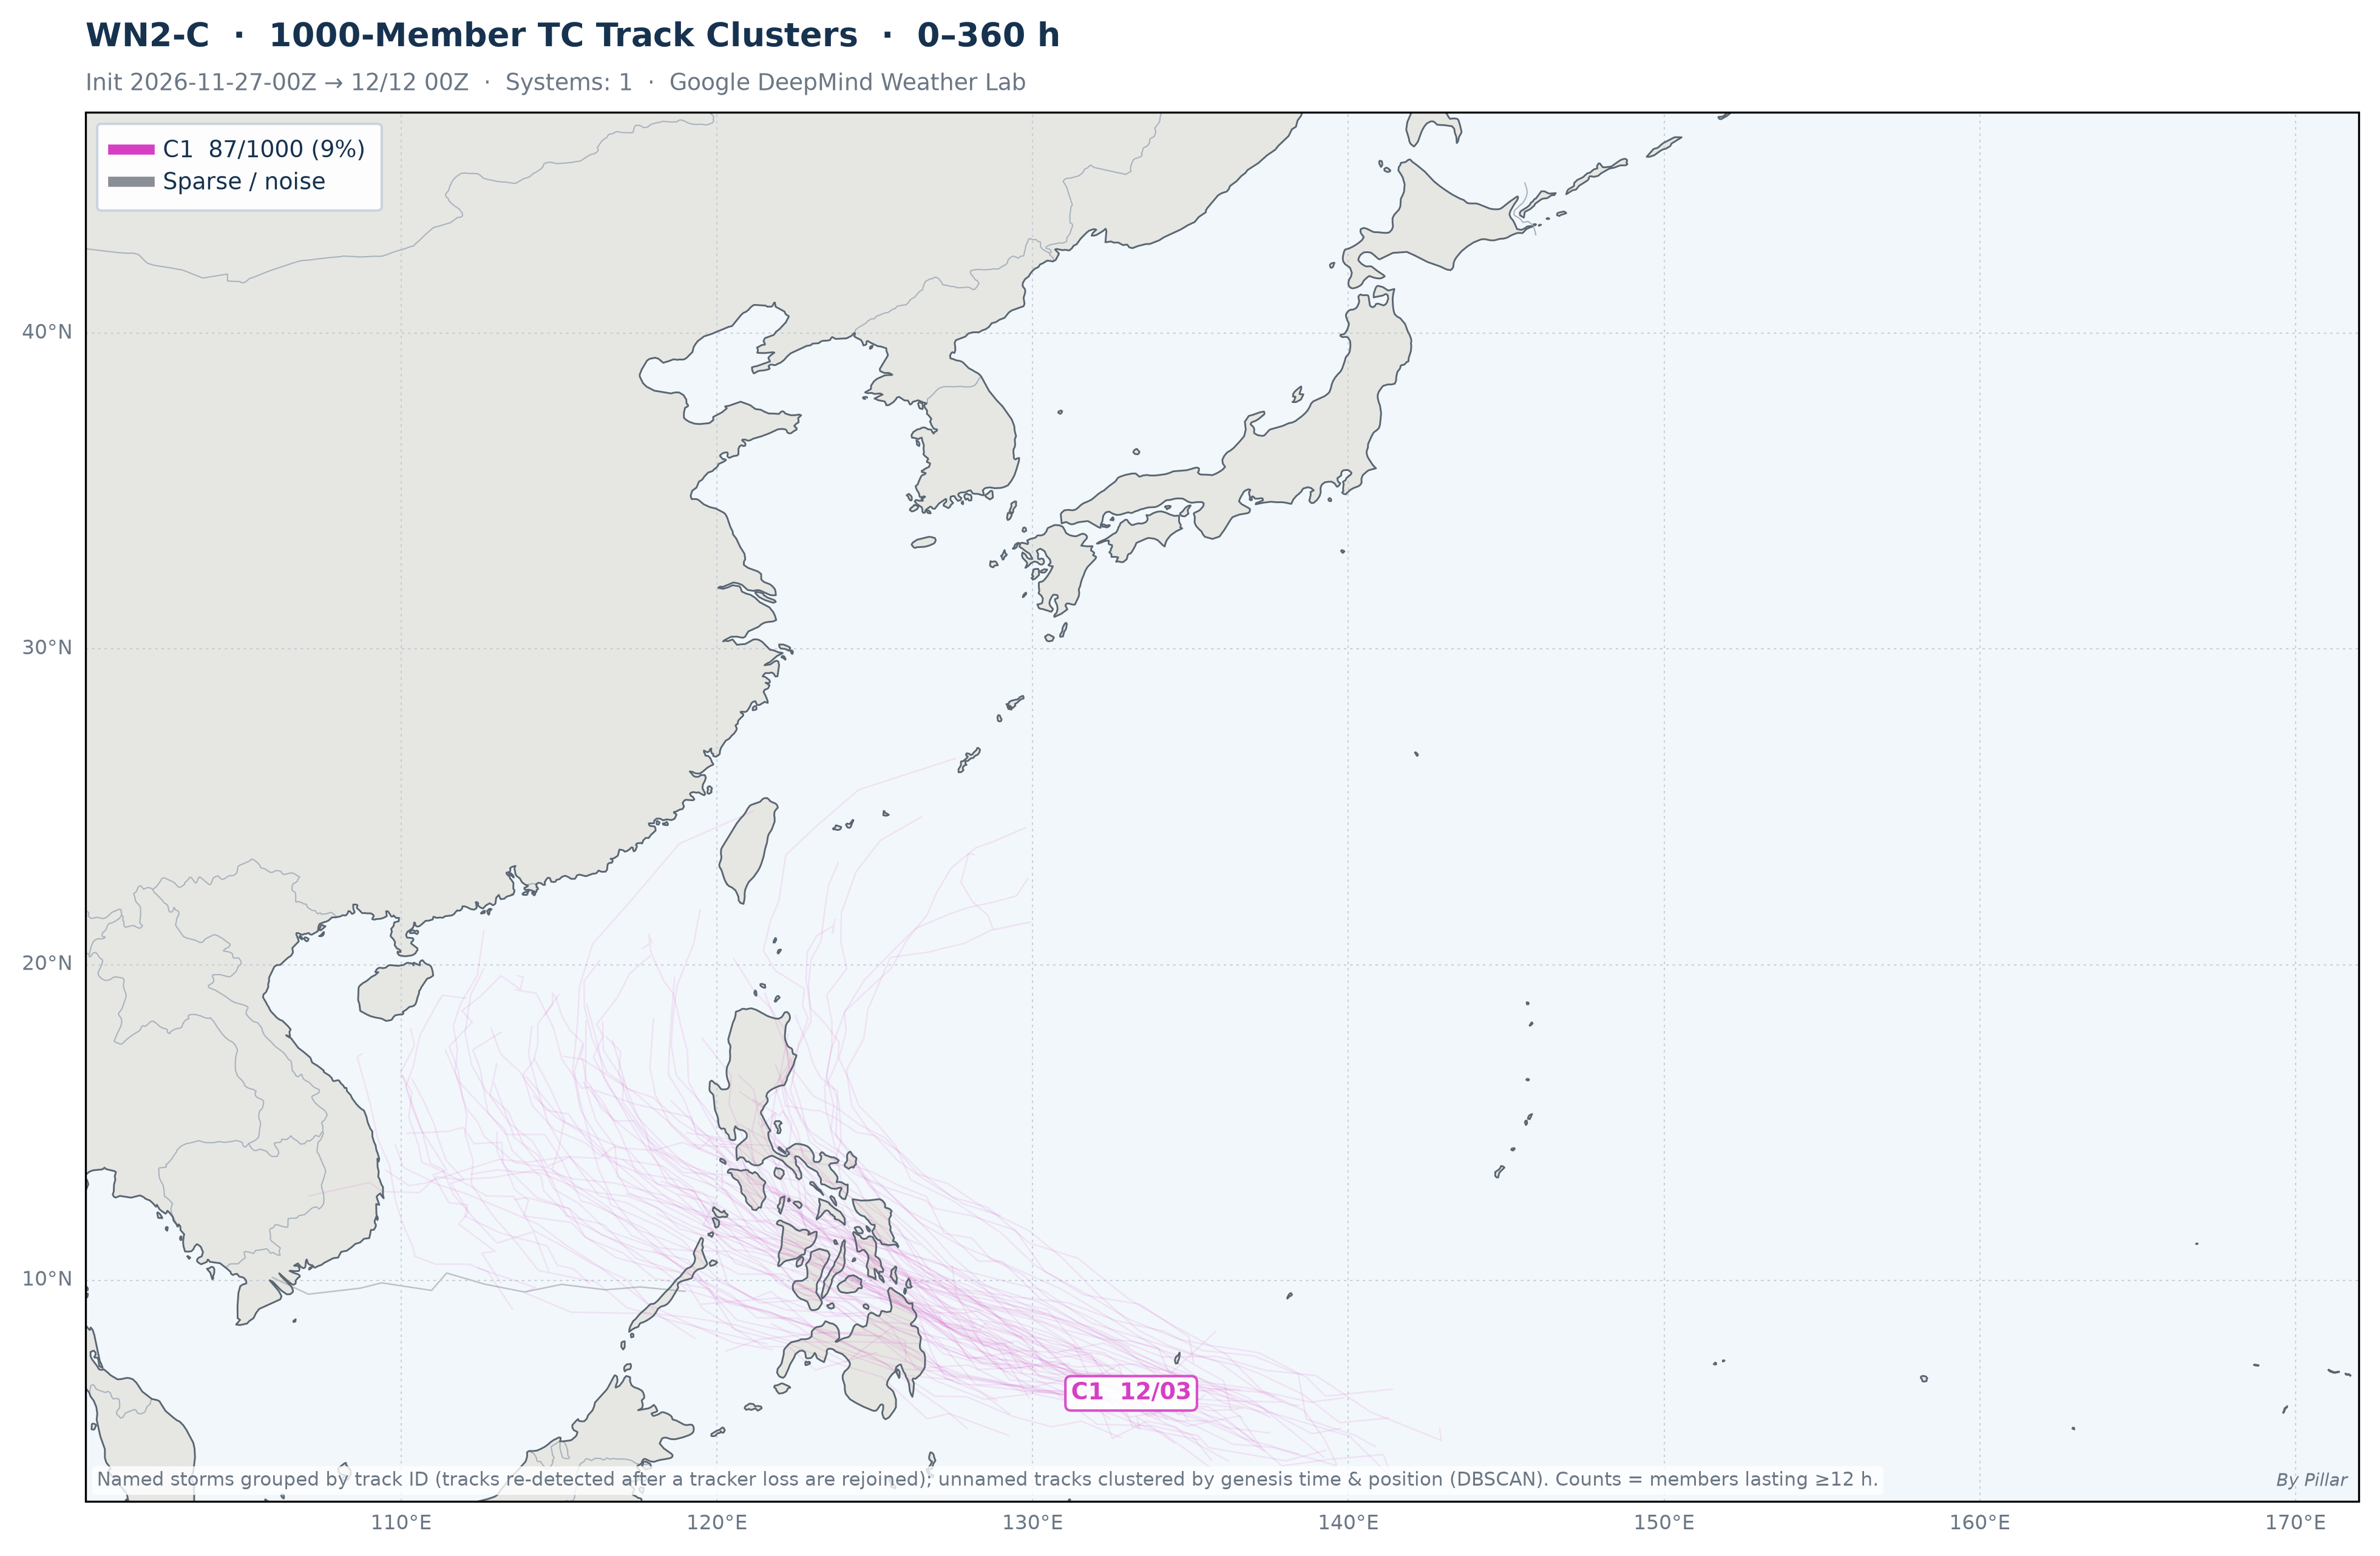 WN2-C · 1000-Member TC Track Clusters · 0–360 h
Init 2026-11-27-00Z → 12/12 00Z · Systems: 1 · Google DeepMind Weather Lab
C1 87/1000 (9%)
Sparse / noise
40°N
30°N
20°N
10°N
C1 12/03
Named storms grouped by track ID (tracks re-detected after a tracker loss are rejoined); unnamed tracks clustered by genesis time & position (DBSCAN). Counts = members lasting ≥12 h.
By Pillar
110°E 120°E 130°E 140°E 150°E 160°E 170°E